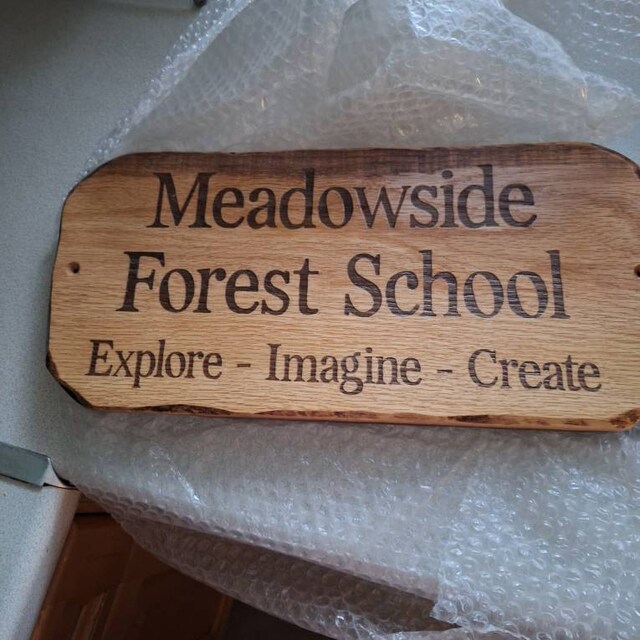 Meadowside
Forest School
Explore - Imagine - Create